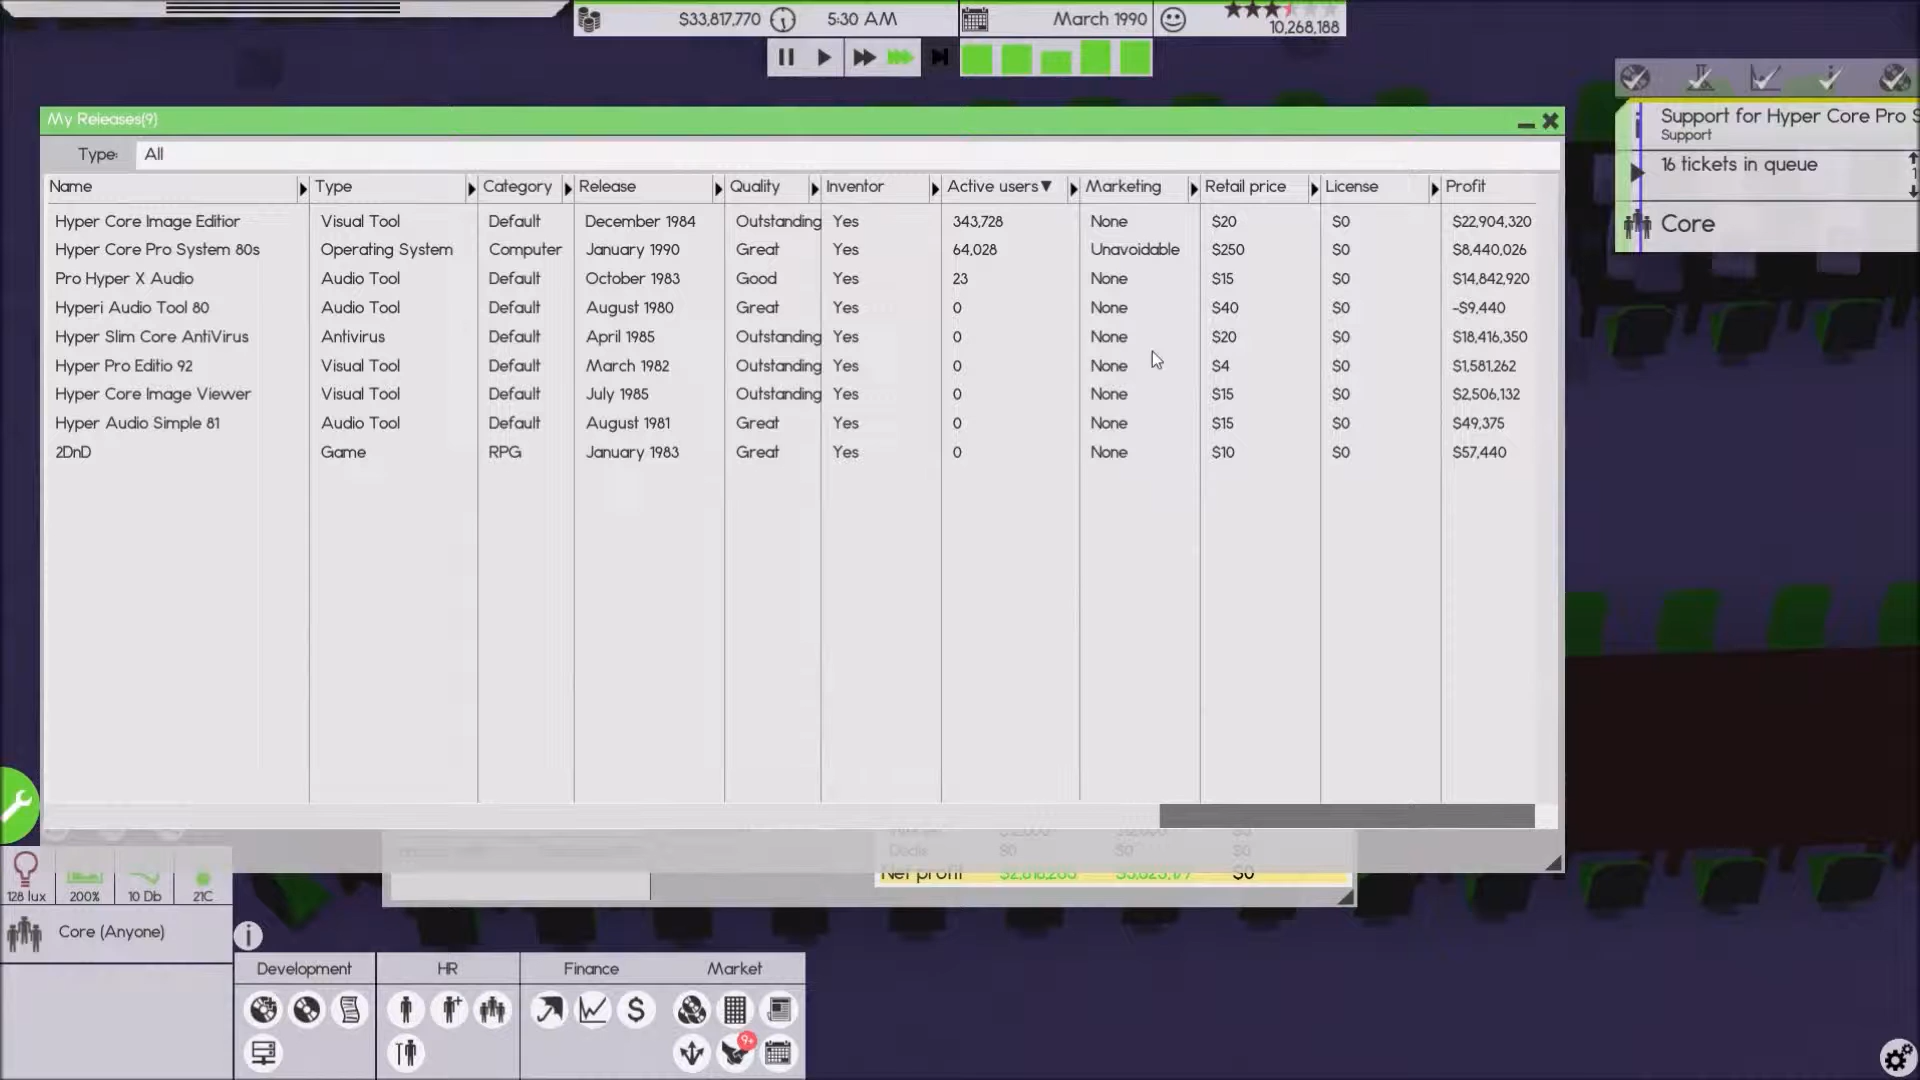 $33,817,770 5:30 AM March 1990
10,268,188
My Releases(9)
Type: All
Name Type Category Release Quality Inventor Active users▼ Marketing Retail price License Profit
Hyper Core Image Editior Visual Tool Default December 1984 Outstanding Yes 343,728 None $20 $0 $22,904,320
Hyper Core Pro System 80s Operating System Computer January 1990 Great Yes 64,028 Unavoidable $250 $0 $8,440,026
Pro Hyper X Audio Audio Tool Default October 1983 Good Yes 23 None $15 $0 $14,842,920
Hyperi Audio Tool 80 Audio Tool Default August 1980 Great Yes 0 None $40 $0 -$9,440
Hyper Slim Core AntiVirus Antivirus Default April 1985 Outstanding Yes 0 None $20 $0 $18,416,350
Hyper Pro Editio 92 Visual Tool Default March 1982 Outstanding Yes 0 None $4 $0 $1,581,262
Hyper Core Image Viewer Visual Tool Default July 1985 Outstanding Yes 0 None $15 $0 $2,506,132
Hyper Audio Simple 81 Audio Tool Default August 1981 Great Yes 0 None $15 $0 $49,375
2DnD Game RPG January 1983 Great Yes 0 None $10 $0 $57,440
Support for Hyper Core Pro S
Support
16 tickets in queue
1
Core
Deals $0 $0 $0
Net profit $0
128 lux 200% 10 Db 21C
Core (Anyone)
Development HR Finance Market
9+